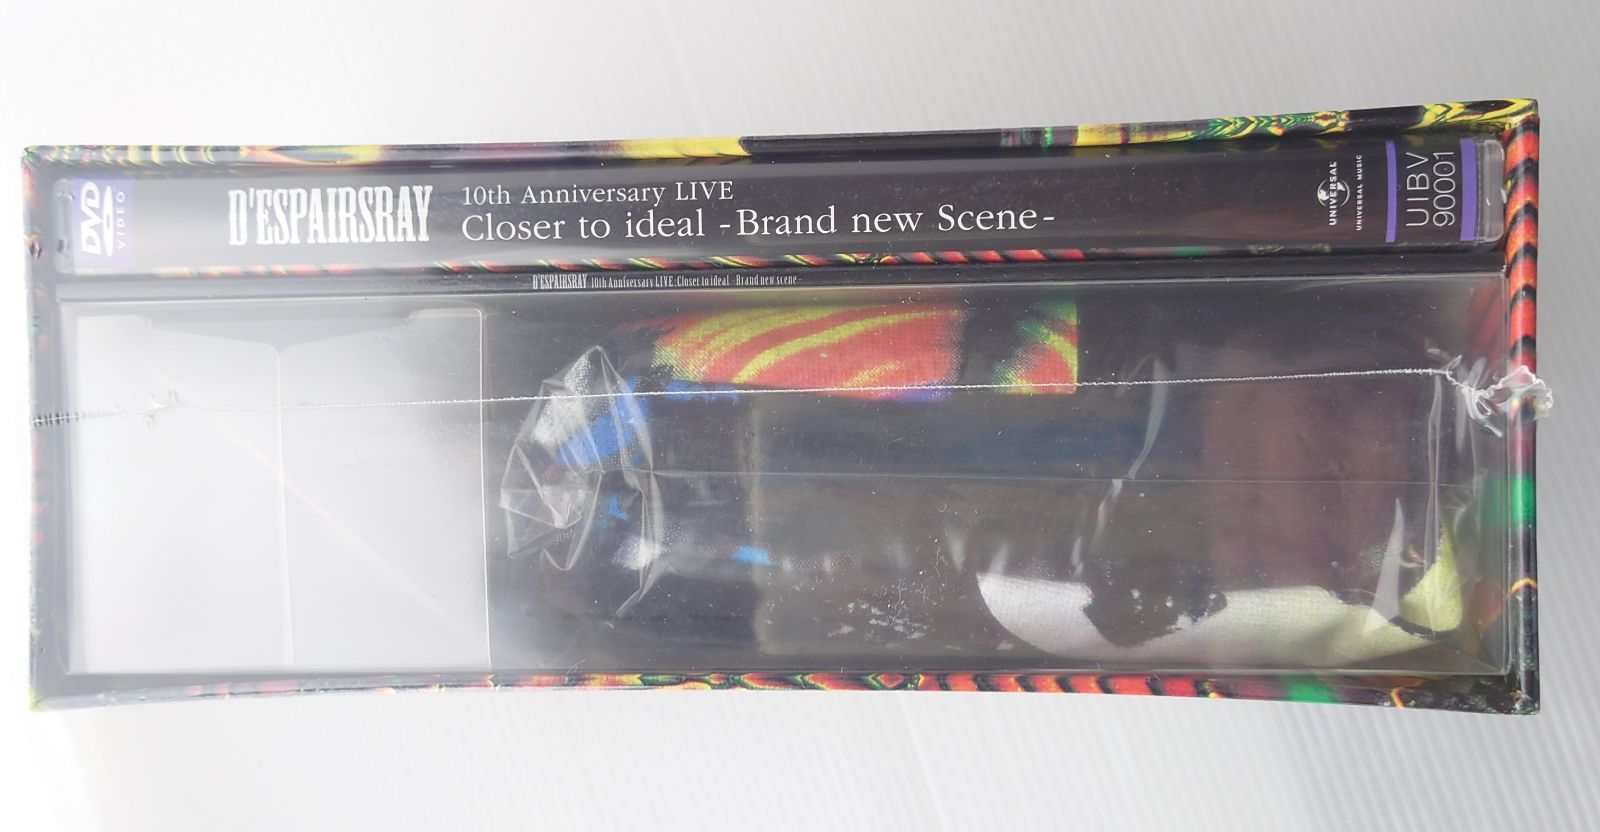 DVD
VIDEO
D'ESPAIRSRAY
10th Anniversary LIVE
Closer to ideal -Brand new Scene-
UNIVERSAL
UNIVERSAL MUSIC
UIBV
90001
D'ESPAIRSRAY 10th Anniversary LIVE:Closer to ideal -Brand new scene-